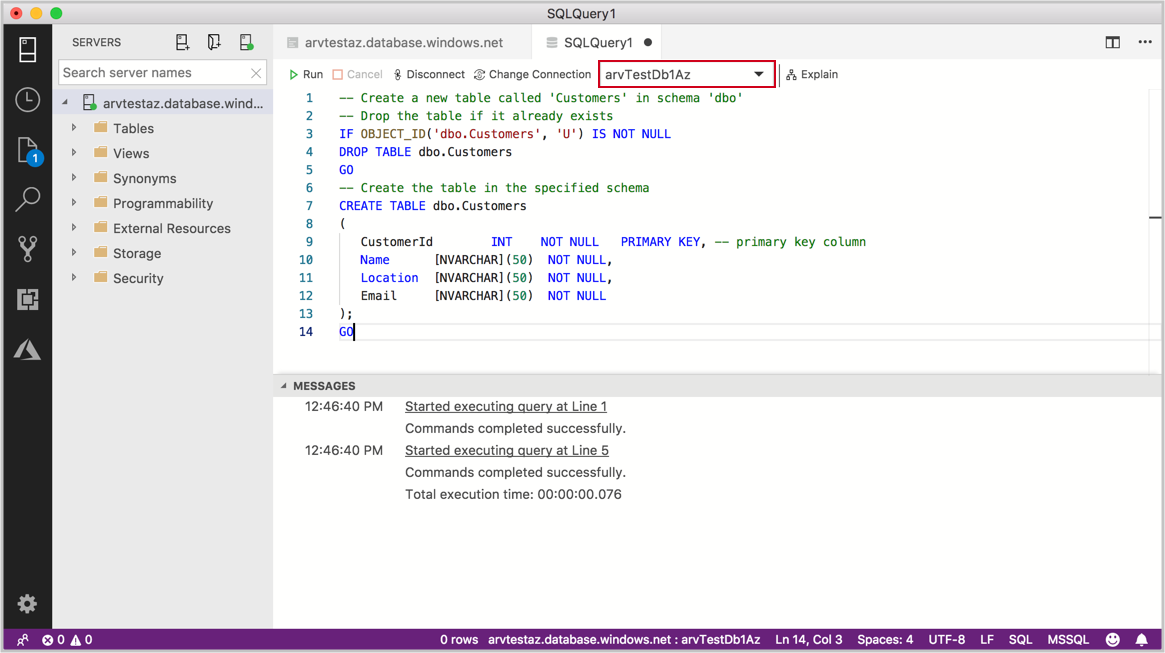 SQLQuery1
SERVERS
Search server names
arvtestaz.database.wind...
Tables
Views
Synonyms
Programmability
External Resources
Storage
Security
1
arvtestaz.database.windows.net
SQLQuery1
Run Cancel Disconnect Change Connection arvTestDb1Az Explain
1 -- Create a new table called 'Customers' in schema 'dbo'
2 -- Drop the table if it already exists
3 IF OBJECT_ID('dbo.Customers', 'U') IS NOT NULL
4 DROP TABLE dbo.Customers
5 GO
6 -- Create the table in the specified schema
7 CREATE TABLE dbo.Customers
8 (
9 CustomerId INT NOT NULL PRIMARY KEY, -- primary key column
10 Name [NVARCHAR](50) NOT NULL,
11 Location [NVARCHAR](50) NOT NULL,
12 Email [NVARCHAR](50) NOT NULL
13 );
14 GO
MESSAGES
12:46:40 PM Started executing query at Line 1
Commands completed successfully.
12:46:40 PM Started executing query at Line 5
Commands completed successfully.
Total execution time: 00:00:00.076
0 0 0 rows arvtestaz.database.windows.net : arvTestDb1Az Ln 14, Col 3 Spaces: 4 UTF-8 LF SQL MSSQL